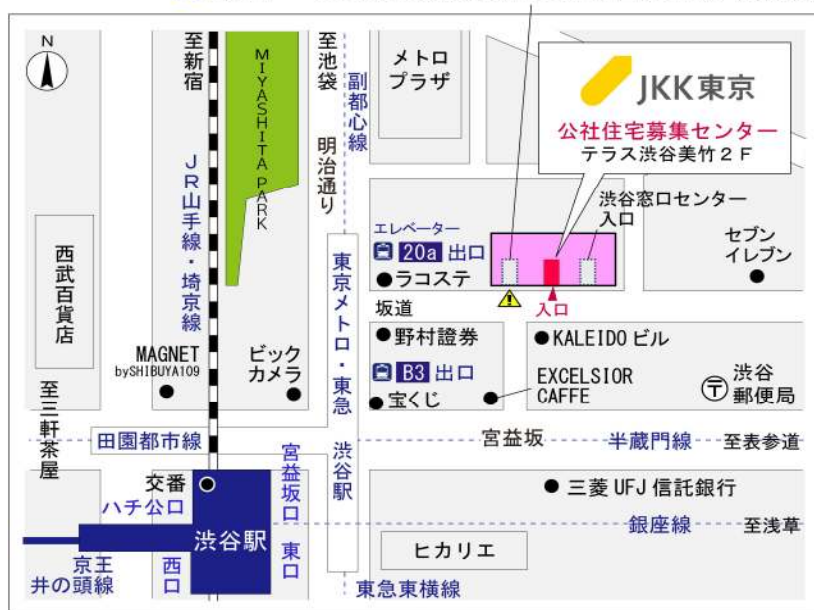 N
至新宿
MIYASHITA PARK
至池袋
明治通り
副都心線
メトロ
プラザ
JKK東京
公社住宅募集センター
テラス渋谷美竹2F
JR山手線・埼京線
渋谷窓口センター
入口
エレベーター
20a 出口
ラコステ
セブン
イレブン
西武百貨店
東京メトロ・東急 渋谷駅
坂道
入口
野村證券
KALEIDO ビル
MAGNET
bySHIBUYA109
ビック
カメラ
B3 出口
EXCELSIOR
CAFFE
渋谷
郵便局
宝くじ
至三軒茶屋
田園都市線
宮益坂
半蔵門線
至表参道
交番
宮益坂口
三菱UFJ信託銀行
ハチ公口
渋谷駅
銀座線
至浅草
東口
西口
ヒカリエ
京王
井の頭線
東急東横線